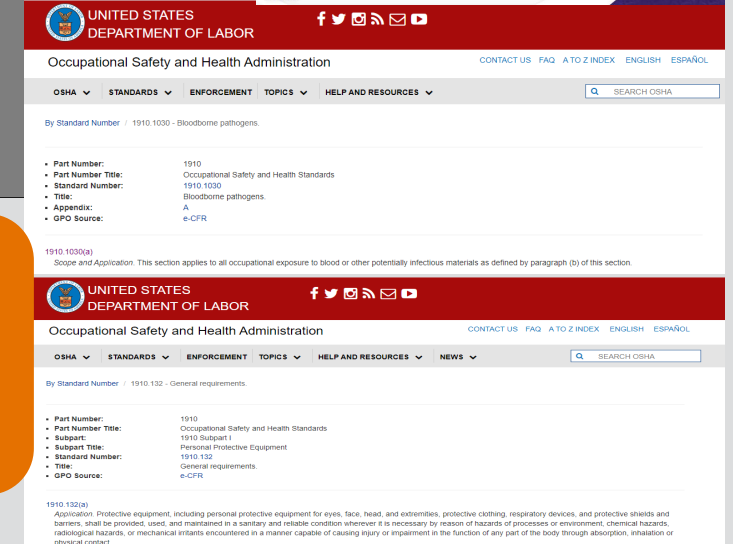 UNITED STATES
DEPARTMENT OF LABOR
Occupational Safety and Health Administration
CONTACT US FAQ A TO Z INDEX ENGLISH ESPAÑOL
OSHA STANDARDS ENFORCEMENT TOPICS HELP AND RESOURCES
SEARCH OSHA
By Standard Number / 1910.1030 - Bloodborne pathogens.
• Part Number: 1910
• Part Number Title: Occupational Safety and Health Standards
• Standard Number: 1910.1030
• Title: Bloodborne pathogens.
• Appendix: A
• GPO Source: e-CFR
1910.1030(a)
Scope and Application. This section applies to all occupational exposure to blood or other potentially infectious materials as defined by paragraph (b) of this section.
UNITED STATES
DEPARTMENT OF LABOR
Occupational Safety and Health Administration
CONTACT US FAQ A TO Z INDEX ENGLISH ESPAÑOL
OSHA STANDARDS ENFORCEMENT TOPICS HELP AND RESOURCES NEWS
SEARCH OSHA
By Standard Number / 1910.132 - General requirements.
• Part Number: 1910
• Part Number Title: Occupational Safety and Health Standards
• Subpart: 1910 Subpart I
• Subpart Title: Personal Protective Equipment
• Standard Number: 1910.132
• Title: General requirements.
• GPO Source: e-CFR
1910.132(a)
Application. Protective equipment, including personal protective equipment for eyes, face, head, and extremities, protective clothing, respiratory devices, and protective shields and
barriers, shall be provided, used, and maintained in a sanitary and reliable condition wherever it is necessary by reason of hazards of processes or environment, chemical hazards,
radiological hazards, or mechanical irritants encountered in a manner capable of causing injury or impairment in the function of any part of the body through absorption, inhalation or
physical contact.